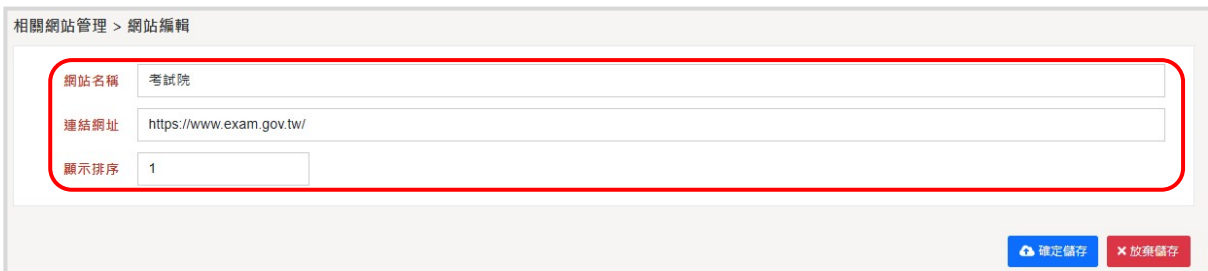 相關網站管理 > 網站編輯
網站名稱 考試院
連結網址 https://www.exam.gov.tw/
顯示排序 1
確定儲存 放棄儲存